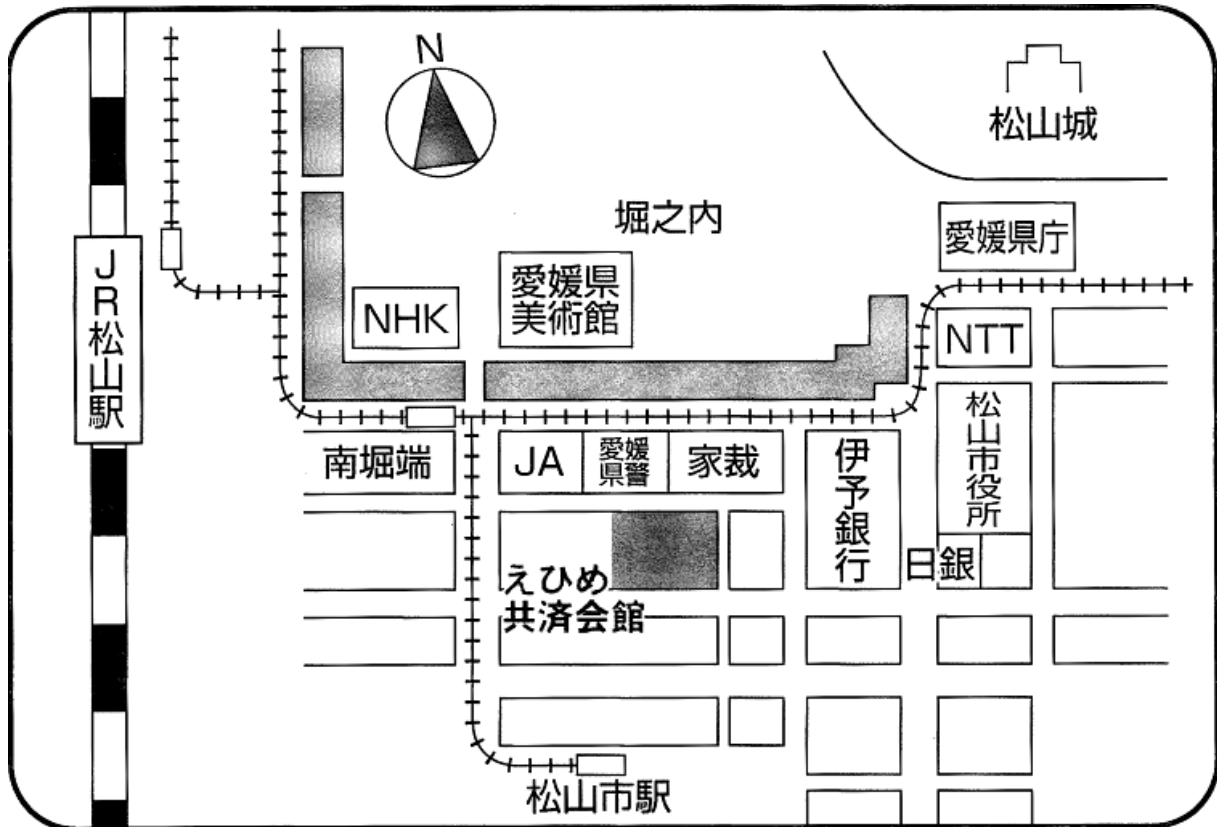 N
松山城
堀之内
愛媛県庁
JR松山駅
NHK
愛媛県
美術館
NTT
南堀端
JA
愛媛
県警
家裁
伊予銀行
松山市役所
日銀
えひめ
共済会館
松山市駅